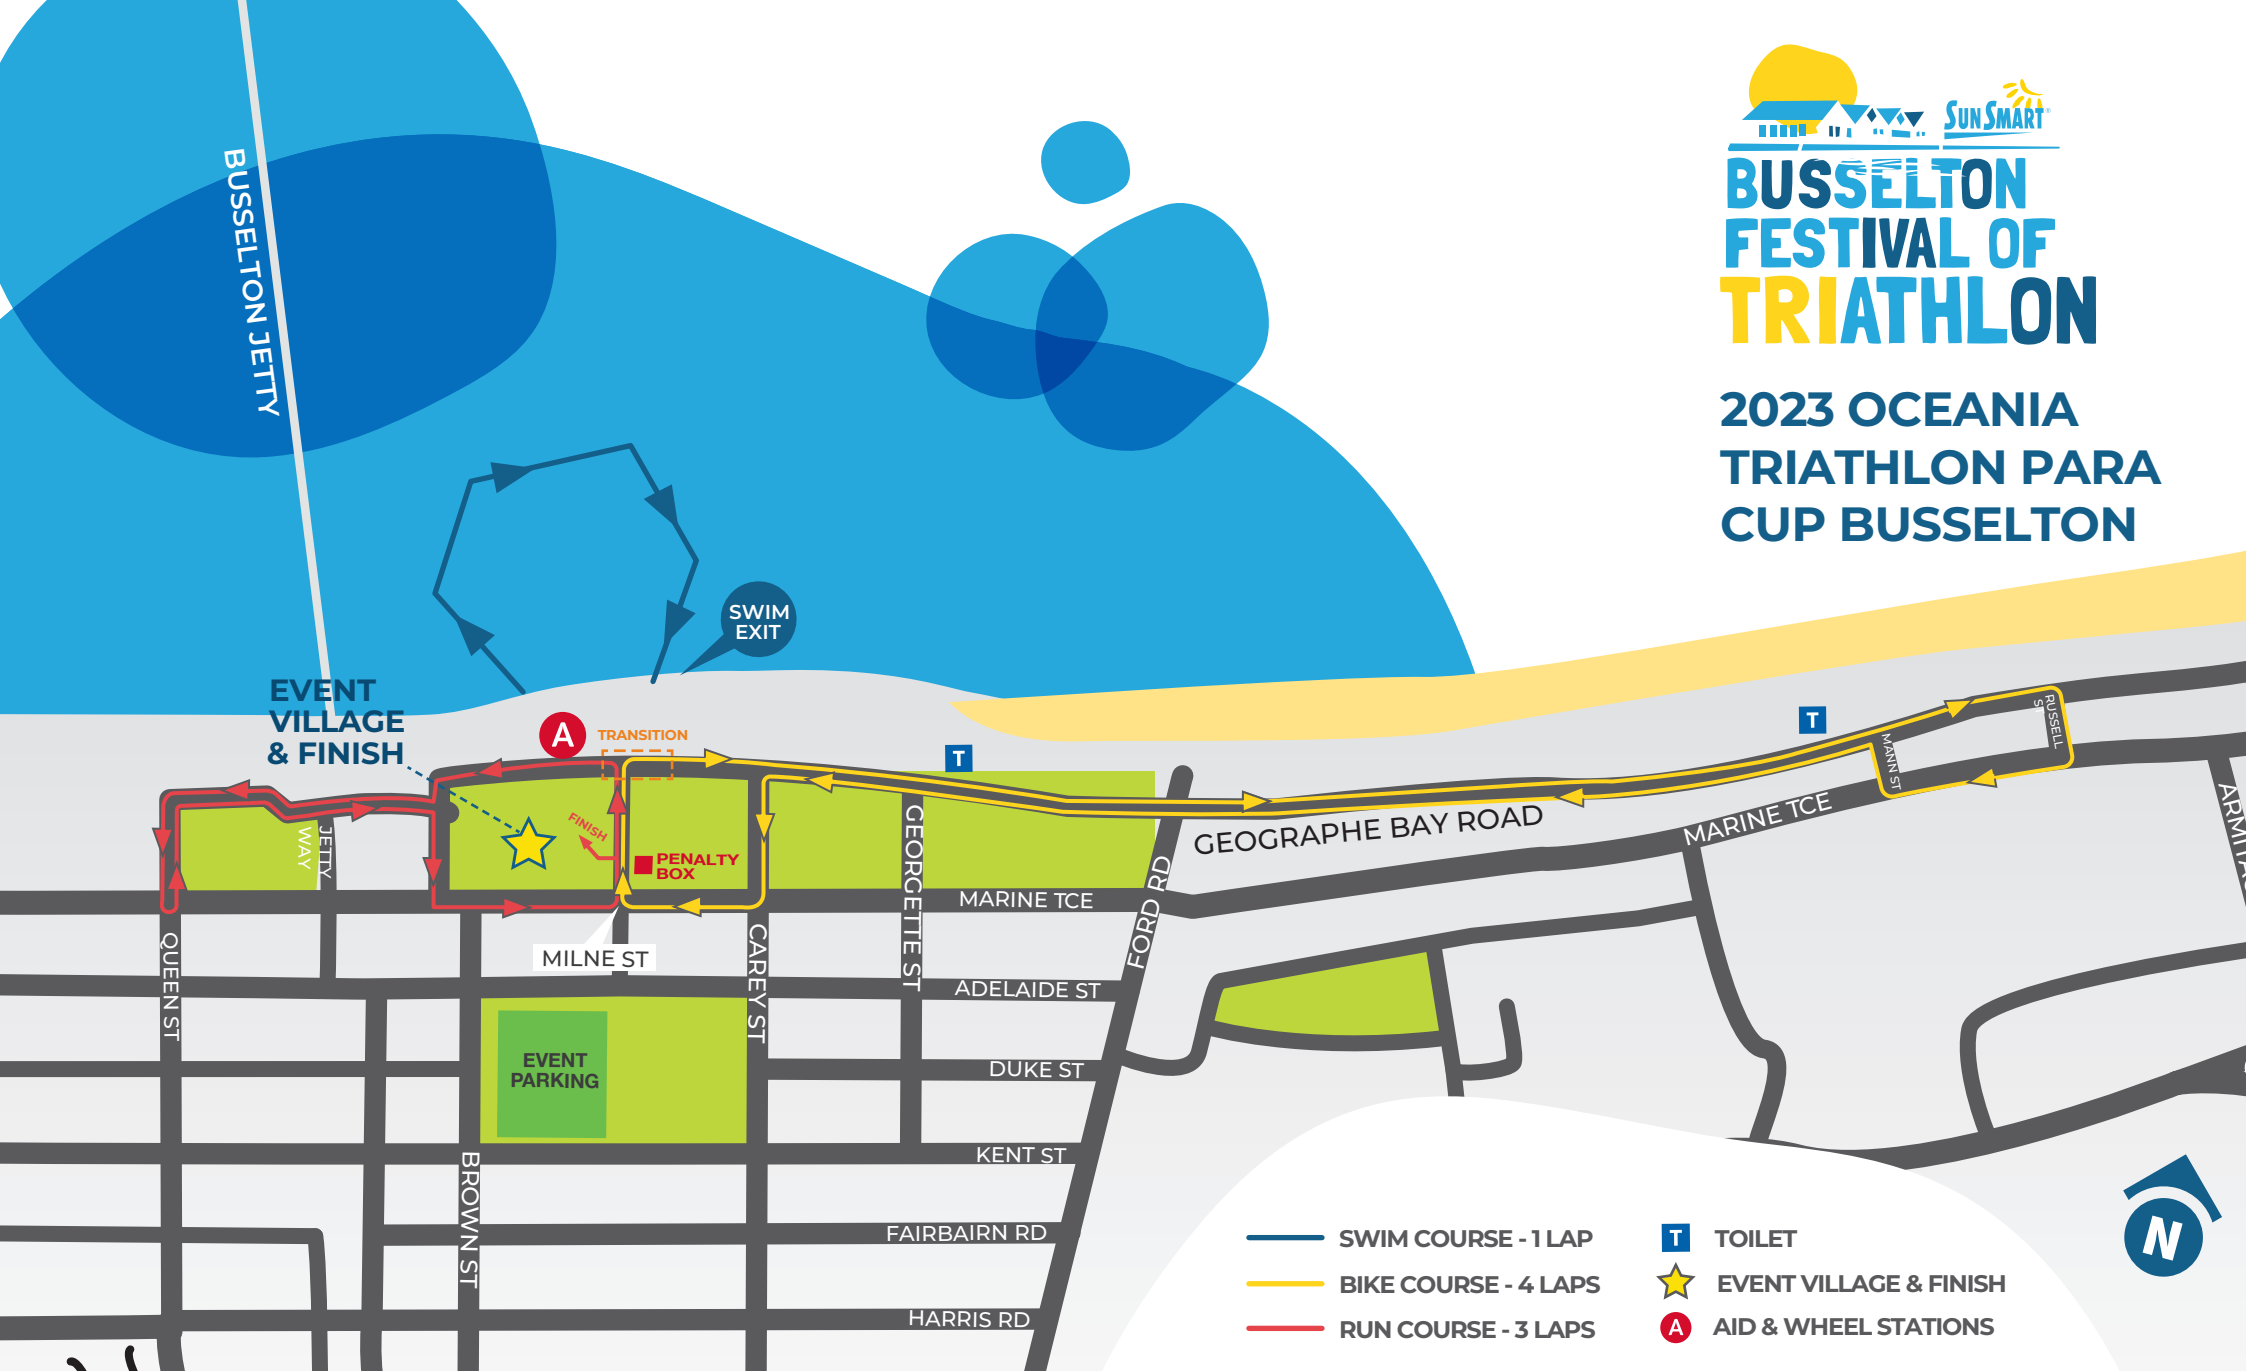 BUSSELTON JETTY
SUNSMART
BUSSELTON
FESTIVAL OF
TRIATHLON
2023 OCEANIA
TRIATHLON PARA
CUP BUSSELTON
SWIM
EXIT
EVENT
VILLAGE
& FINISH
A
TRANSITION
T
T
RUSSELL
ST
MANN ST
FINISH
PENALTY
BOX
JETTY
WAY
GEORGETTE ST
GEOGRAPHE BAY ROAD
MARINE TCE
MARINE TCE
FORD RD
QUEEN ST
MILNE ST
CAREY ST
ADELAIDE ST
EVENT
PARKING
DUKE ST
BROWN ST
KENT ST
FAIRBAIRN RD
HARRIS RD
SWIM COURSE - 1 LAP
BIKE COURSE - 4 LAPS
RUN COURSE - 3 LAPS
T TOILET
EVENT VILLAGE & FINISH
A AID & WHEEL STATIONS
N